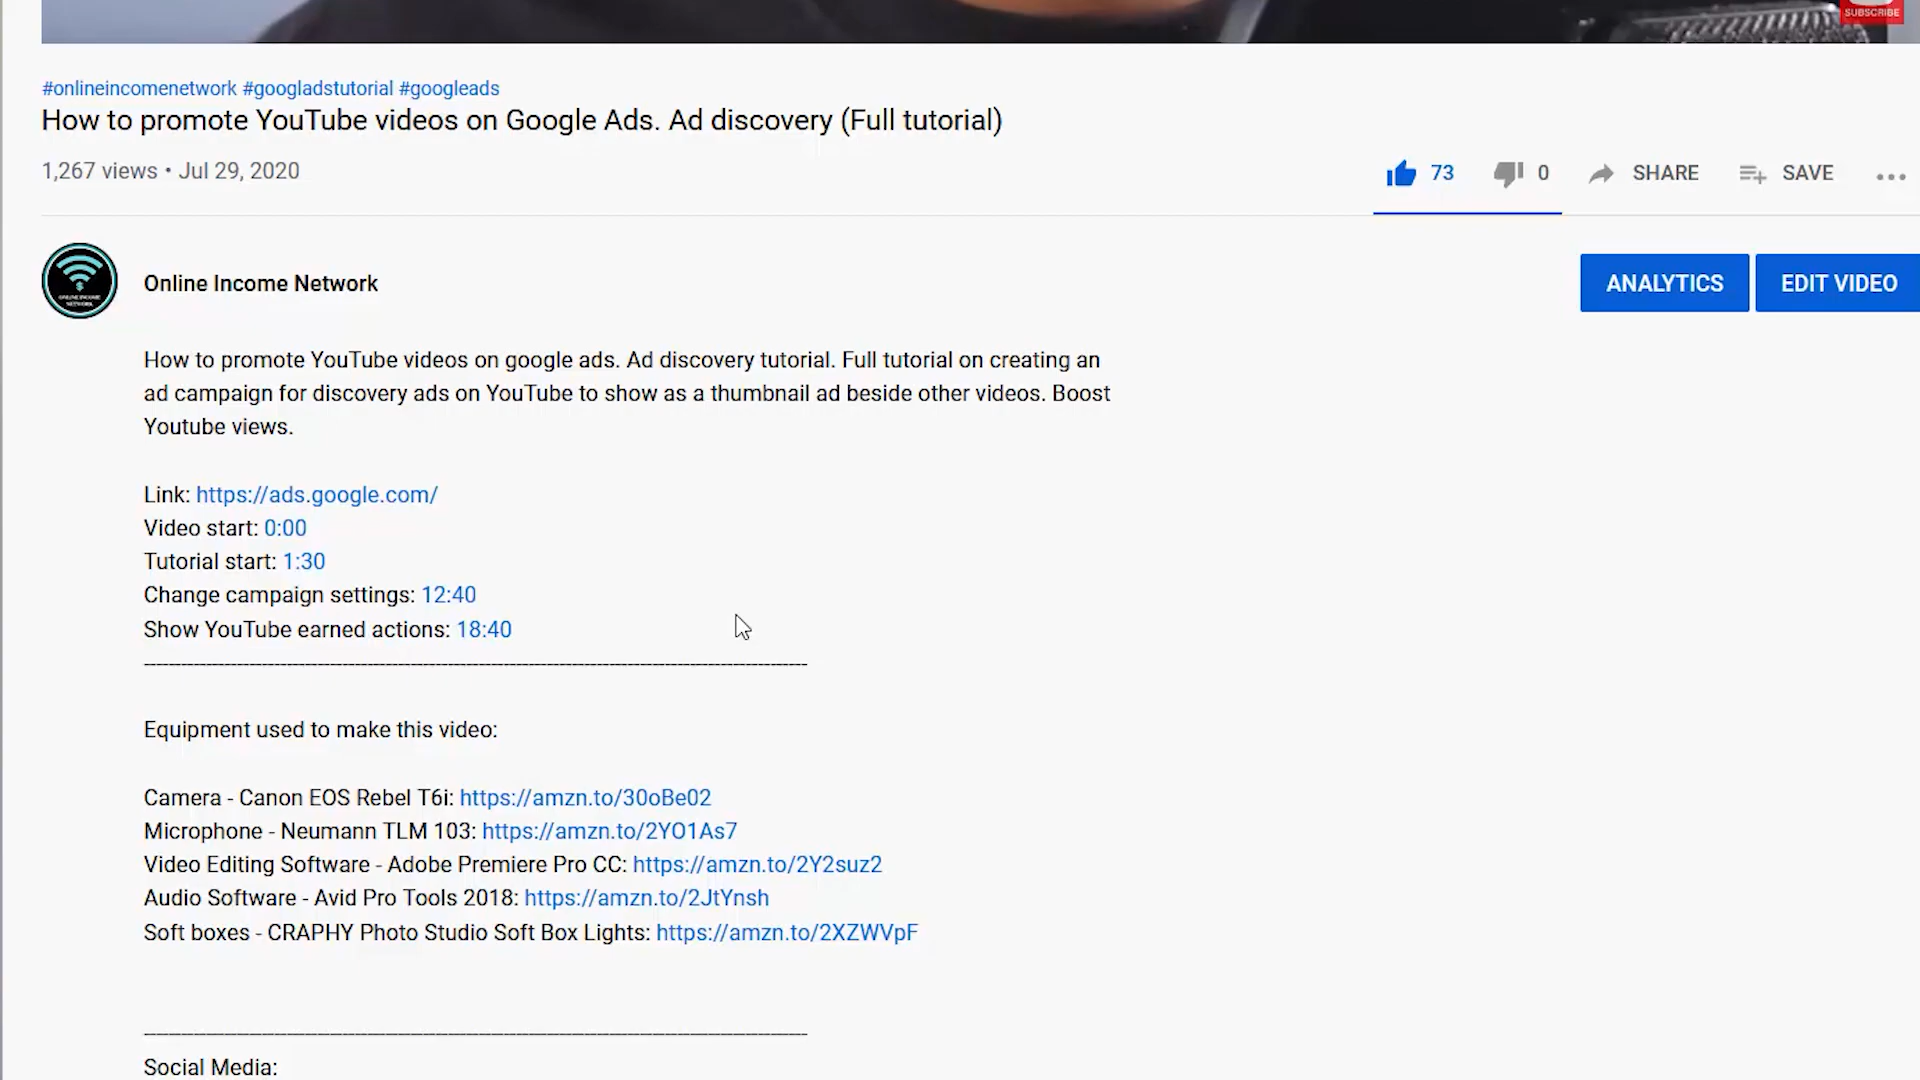 SUBSCRIBE
#onlineincomenetwork #googladstutorial #googleads
How to promote YouTube videos on Google Ads. Ad discovery (Full tutorial)
1,267 views • Jul 29, 2020
73 0 SHARE SAVE
Online Income Network
ONLINE INCOME
NETWORK
ANALYTICS EDIT VIDEO
How to promote YouTube videos on google ads. Ad discovery tutorial. Full tutorial on creating an
ad campaign for discovery ads on YouTube to show as a thumbnail ad beside other videos. Boost
Youtube views.
Link: https://ads.google.com/
Video start: 0:00
Tutorial start: 1:30
Change campaign settings: 12:40
Show YouTube earned actions: 18:40
Equipment used to make this video:
Camera - Canon EOS Rebel T6i: https://amzn.to/30oBe02
Microphone - Neumann TLM 103: https://amzn.to/2YO1As7
Video Editing Software - Adobe Premiere Pro CC: https://amzn.to/2Y2suz2
Audio Software - Avid Pro Tools 2018: https://amzn.to/2JtYnsh
Soft boxes - CRAPHY Photo Studio Soft Box Lights: https://amzn.to/2XZWVpF
Social Media: